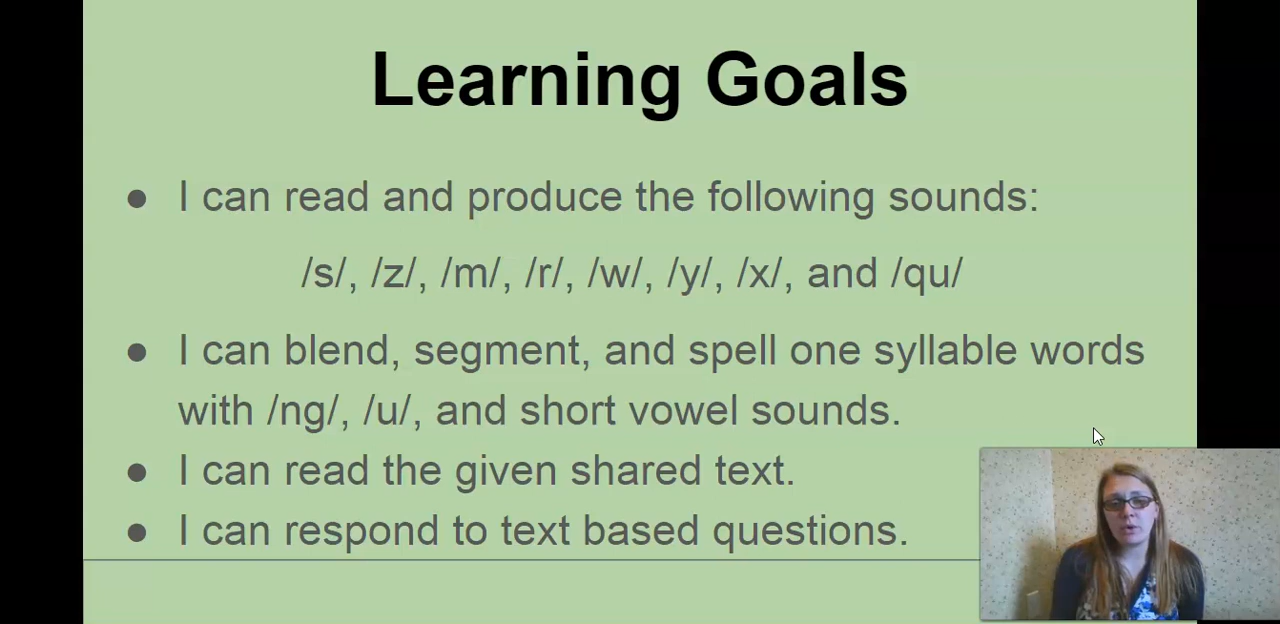 Learning Goals
● I can read and produce the following sounds:
/s/, /z/, /m/, /r/, /w/, /y/, /x/, and /qu/
● I can blend, segment, and spell one syllable words
with /ng/, /u/, and short vowel sounds.
● I can read the given shared text.
● I can respond to text based questions.